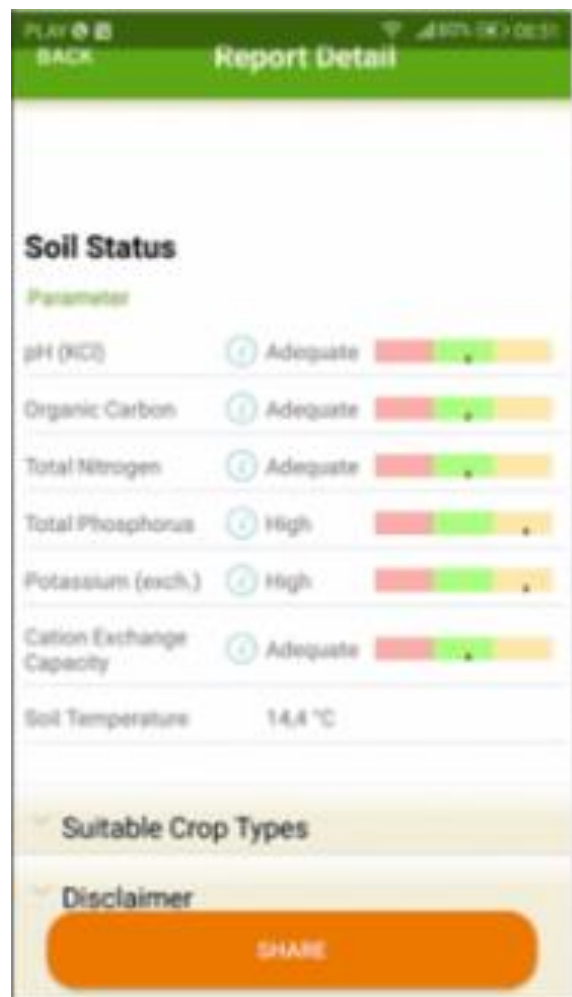 PLAY
BACK
Report Detail
Soil Status
Parameter
pH (KCl)
Adequate
Organic Carbon
Adequate
Total Nitrogen
Adequate
Total Phosphorus
High
Potassium (exch.)
High
Cation Exchange
Capacity
Adequate
Soil Temperature
14,4 °C
Suitable Crop Types
Disclaimer
SHARE